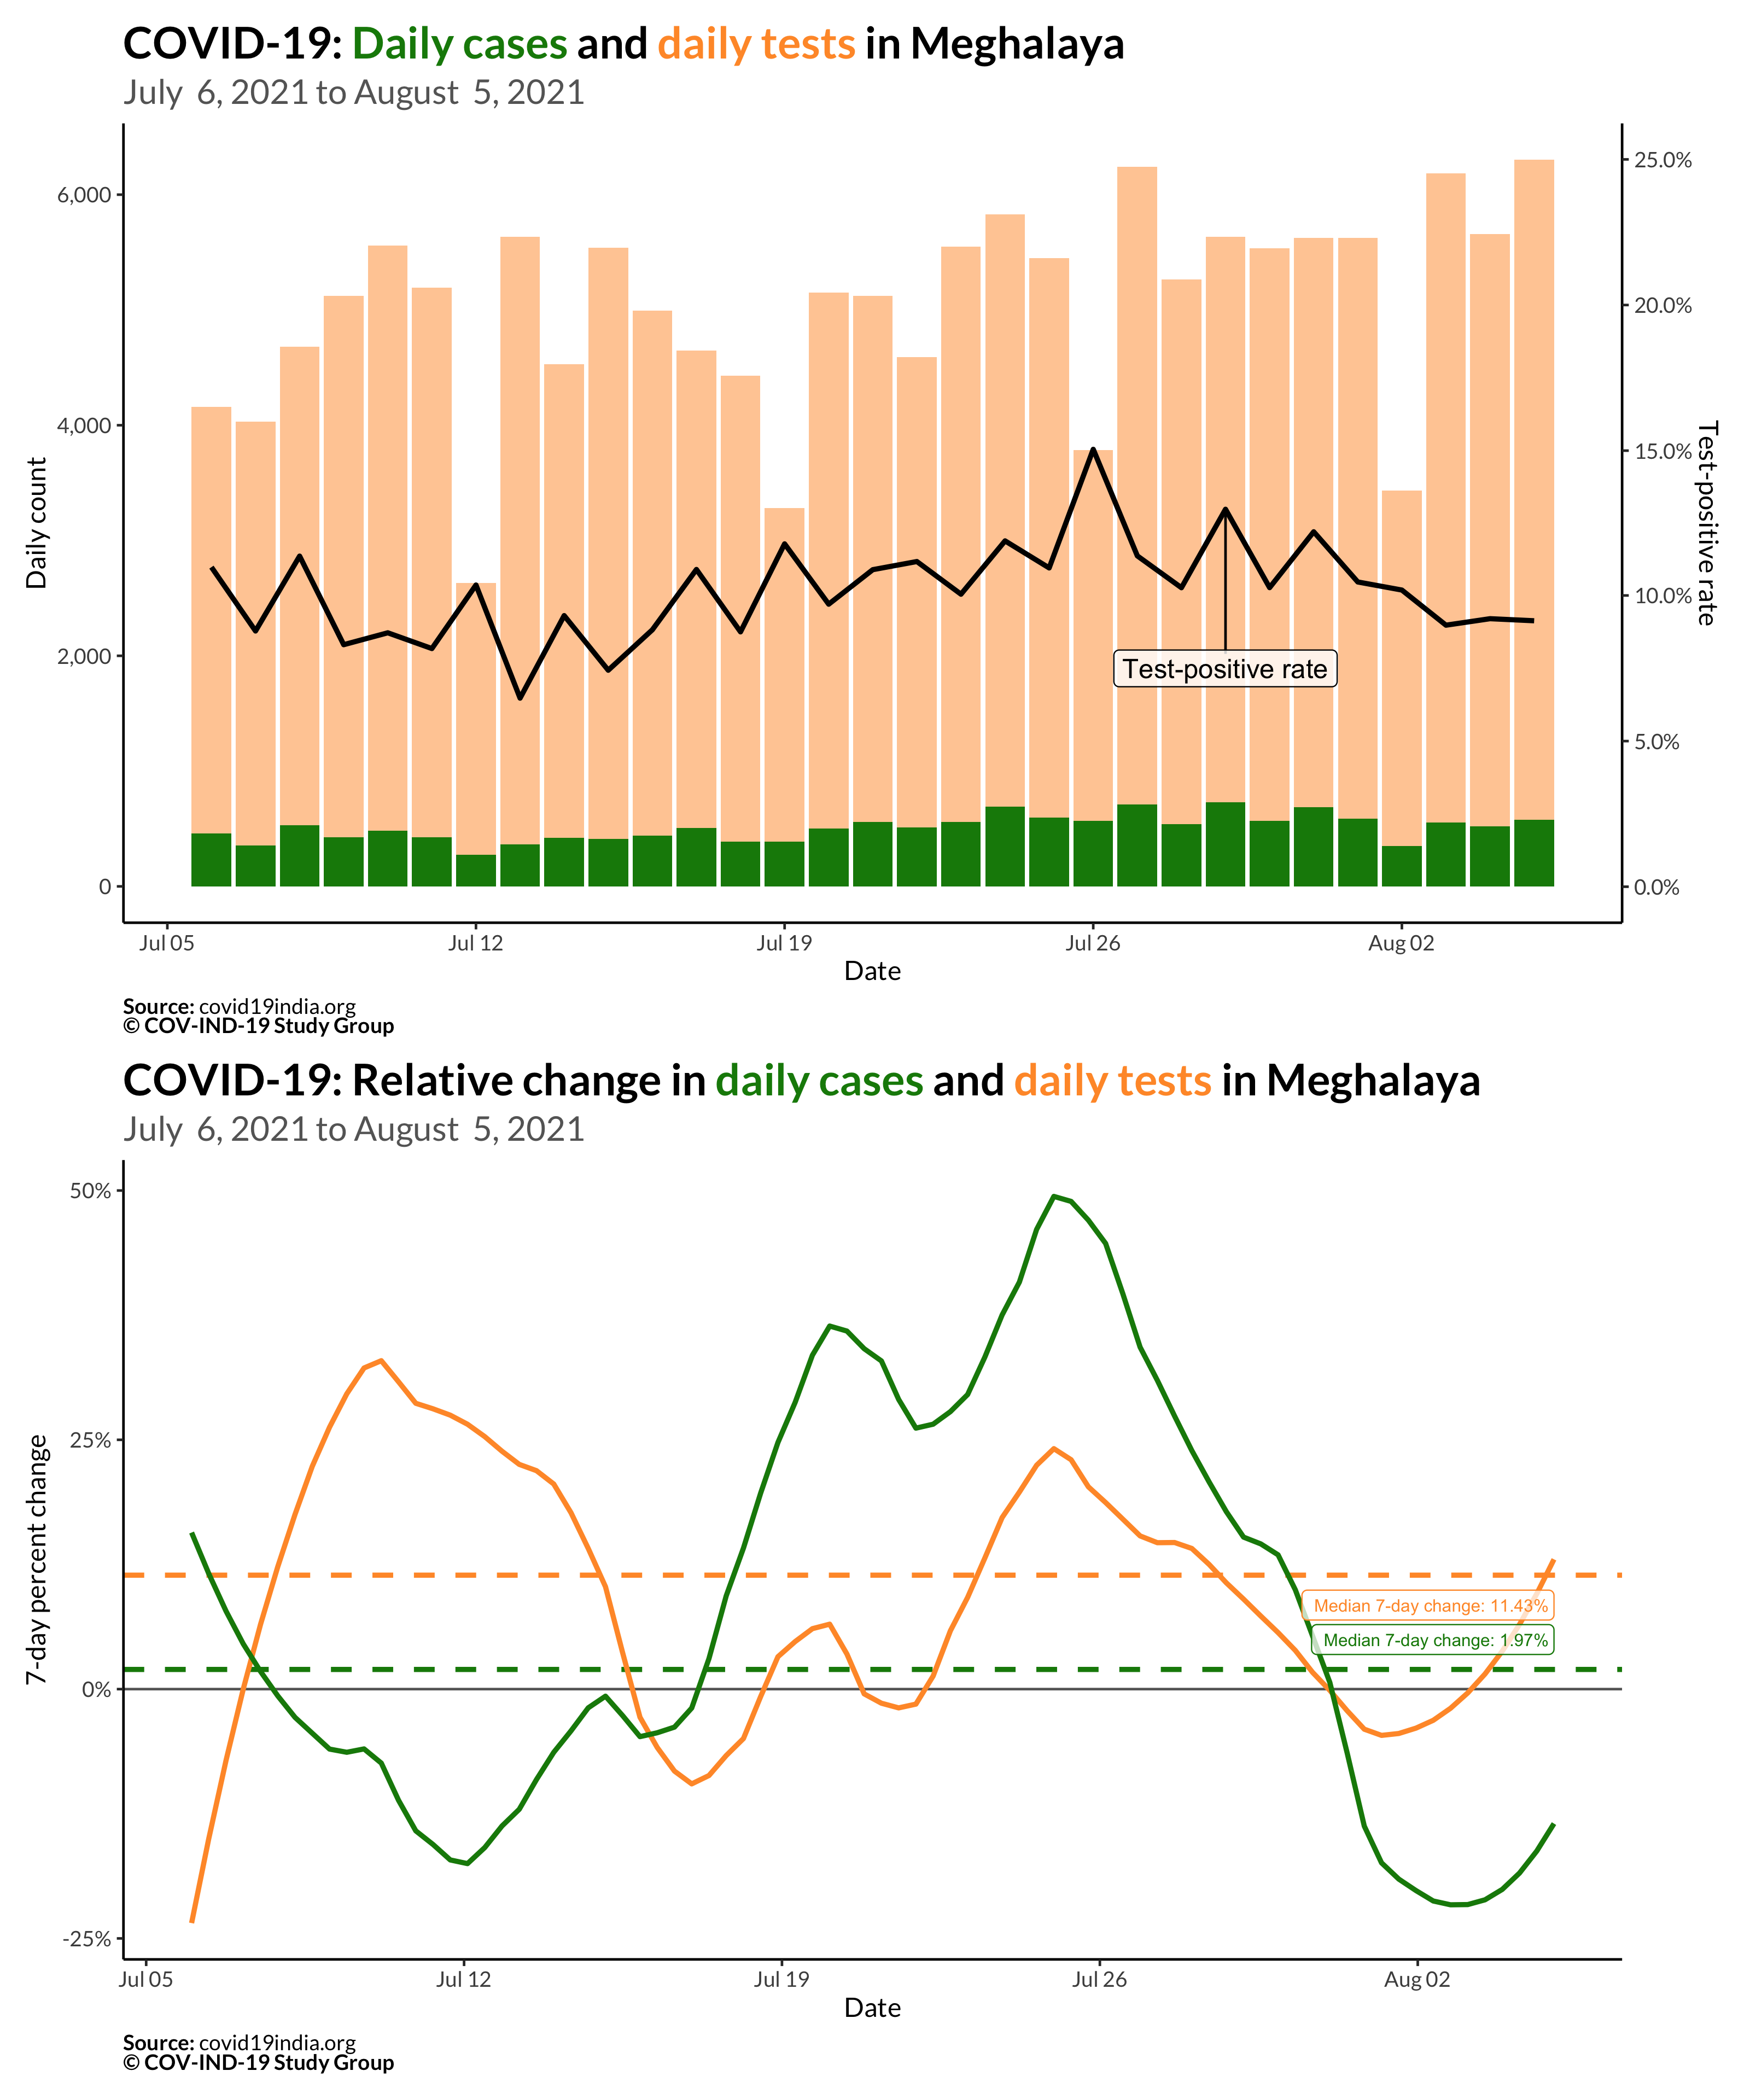 COVID-19: Daily cases and daily tests in Meghalaya
July 6, 2021 to August 5, 2021
Daily count
6,000
4,000
2,000
0
25.0%
20.0%
15.0%
10.0%
5.0%
0.0%
Test-positive rate
Test-positive rate
Jul 05
Jul 12
Jul 19
Jul 26
Aug 02
Date
Source: covid19india.org
© COV-IND-19 Study Group
COVID-19: Relative change in daily cases and daily tests in Meghalaya
July 6, 2021 to August 5, 2021
7-day percent change
50%
25%
0%
-25%
Median 7-day change: 11.43%
Median 7-day change: 1.97%
Jul 05
Jul 12
Jul 19
Jul 26
Aug 02
Date
Source: covid19india.org
© COV-IND-19 Study Group